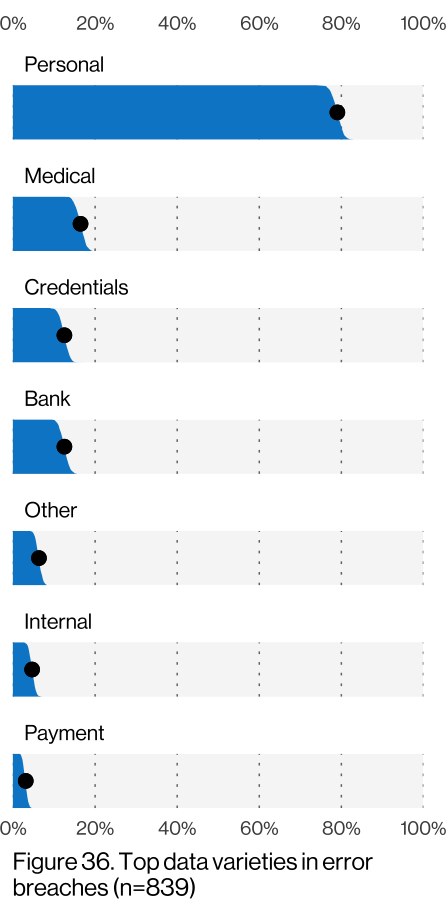 0% 20% 40% 60% 80% 100%
Personal
Medical
Credentials
Bank
Other
Internal
Payment
0% 20% 40% 60% 80% 100%
Figure 36. Top data varieties in error
breaches (n=839)